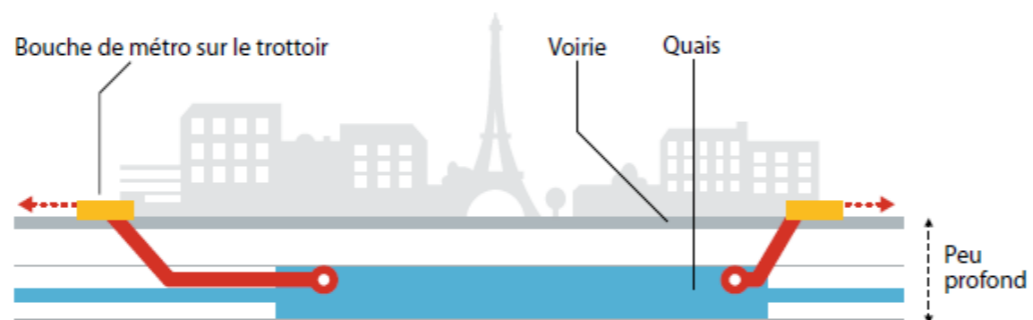 Bouche de métro sur le trottoir
Voirie
Quais
Peu
profond